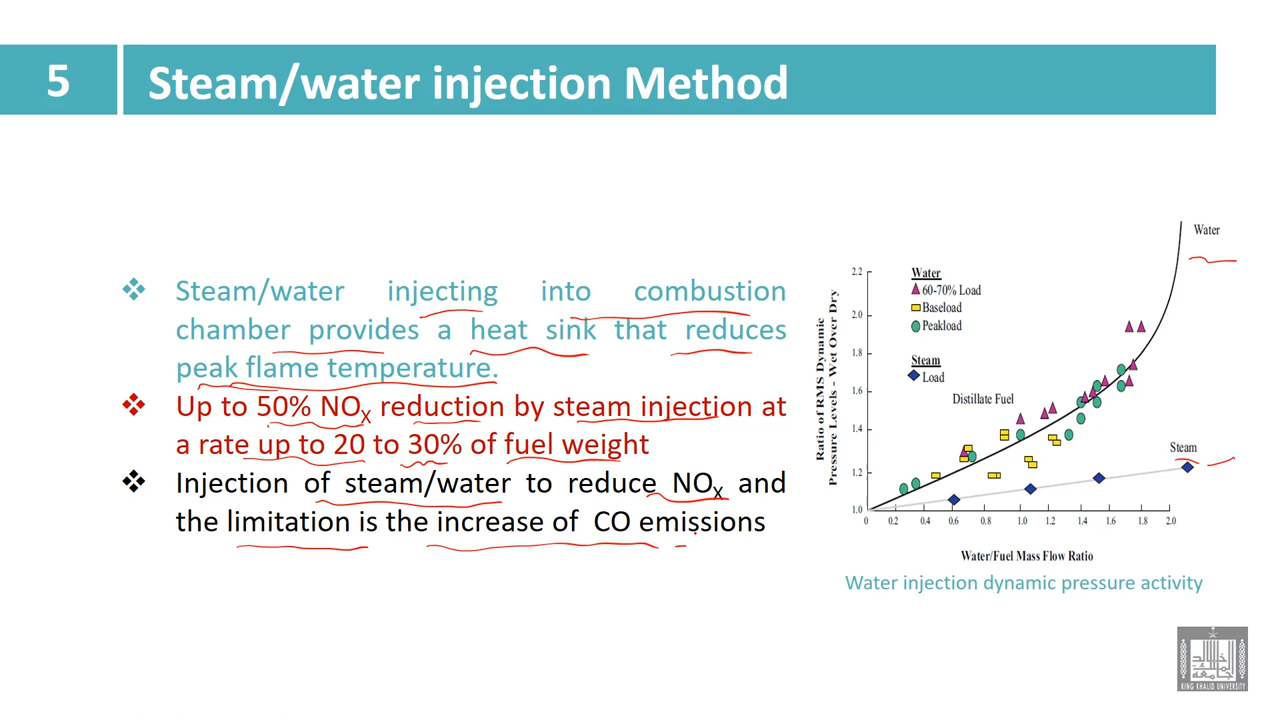 5
Steam/water injection Method
Steam/water injecting into combustion
chamber provides a heat sink that reduces
peak flame temperature.
Up to 50% NOX reduction by steam injection at
a rate up to 20 to 30% of fuel weight
Injection of steam/water to reduce NOX and
the limitation is the increase of CO emissions
Water
Water
60-70% Load
Baseload
Peakload
Steam
Load
Distillate Fuel
Steam
Ratio of RMS Dynamic
Pressure Levels - Wet Over Dry
2.2
2.0
1.8
1.6
1.4
1.2
1.0
0 0.2 0.4 0.6 0.8 1.0 1.2 1.4 1.6 1.8 2.0
Water/Fuel Mass Flow Ratio
Water injection dynamic pressure activity
KING KHALID UNIVERSITY